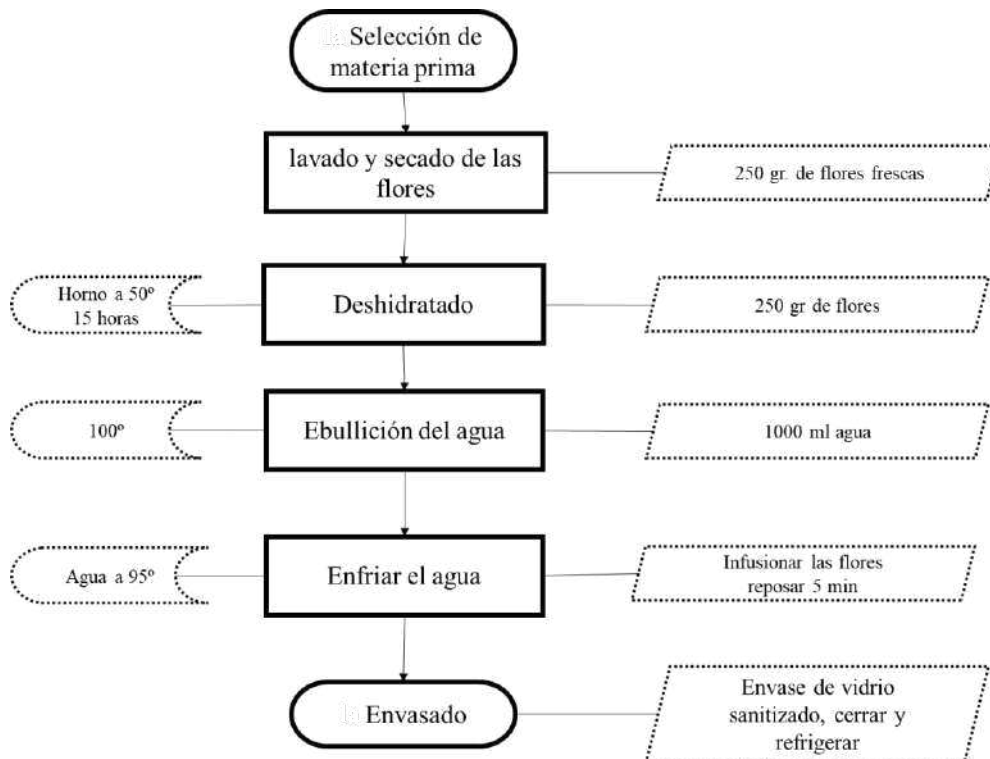 Selección de
materia prima
lavado y secado de las
flores
250 gr. de flores frescas
Horno a 50º
15 horas
Deshidratado
250 gr de flores
100º
Ebullición del agua
1000 ml agua
Agua a 95º
Enfriar el agua
Infusionar las flores
reposar 5 min
Envasado
Envase de vidrio
sanitizado, cerrar y
refrigerar